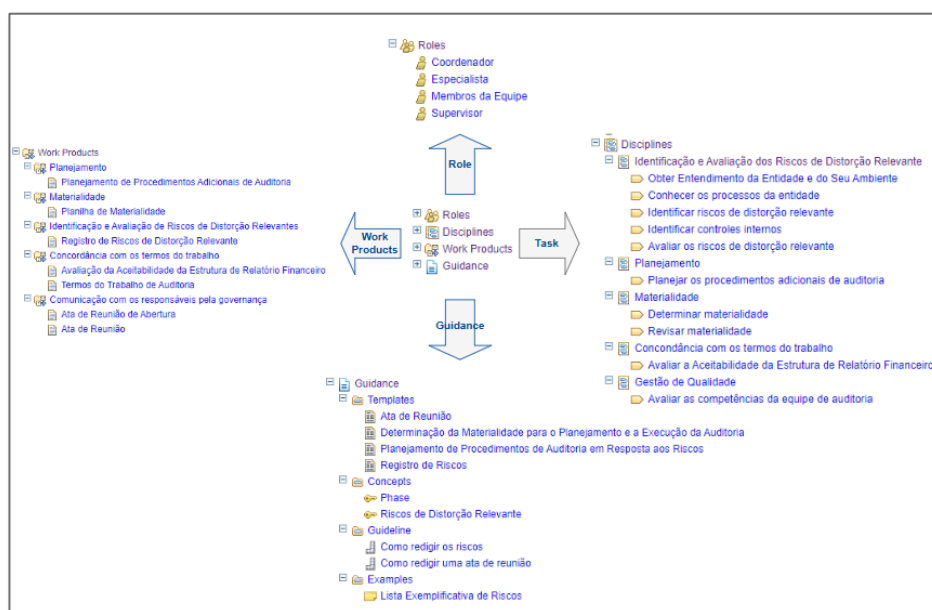 Roles
Coordenador
Especialista
Membros da Equipe
Supervisor
Role
Work Products
Planejamento
Planejamento de Procedimentos Adicionais de Auditoria
Materialidade
Planilha de Materialidade
Identificação e Avaliação de Riscos de Distorção Relevantes
Registro de Riscos de Distorção Relevante
Concordância com os termos do trabalho
Avaliação da Aceitabilidade da Estrutura de Relatório Financeiro
Termos do Trabalho de Auditoria
Comunicação com os responsáveis pela governança
Ata de Reunião de Abertura
Ata de Reunião
Work
Products
Roles
Disciplines
Work Products
Guidance
Task
Disciplines
Identificação e Avaliação dos Riscos de Distorção Relevante
Obter Entendimento da Entidade e do Seu Ambiente
Conhecer os processos da entidade
Identificar riscos de distorção relevante
Identificar controles internos
Avaliar os riscos de distorção relevante
Planejamento
Planejar os procedimentos adicionais de auditoria
Materialidade
Determinar materialidade
Revisar materialidade
Concondância com os termos do trabalho
Avaliar a Aceitabilidade da Estrutura de Relatório Financeiro
Gestão de Qualidade
Avaliar as competências da equipe de auditoria
Guidance
Guidance
Templates
Ata de Reunião
Determinação da Materialidade para o Planejamento e a Execução da Auditoria
Planejamento de Procedimentos de Auditoria em Resposta aos Riscos
Registro de Riscos
Concepts
Phase
Riscos de Distorção Relevante
Guideline
Como redigir os riscos
Como redigir uma ata de reunião
Examples
Lista Exemplificativa de Riscos